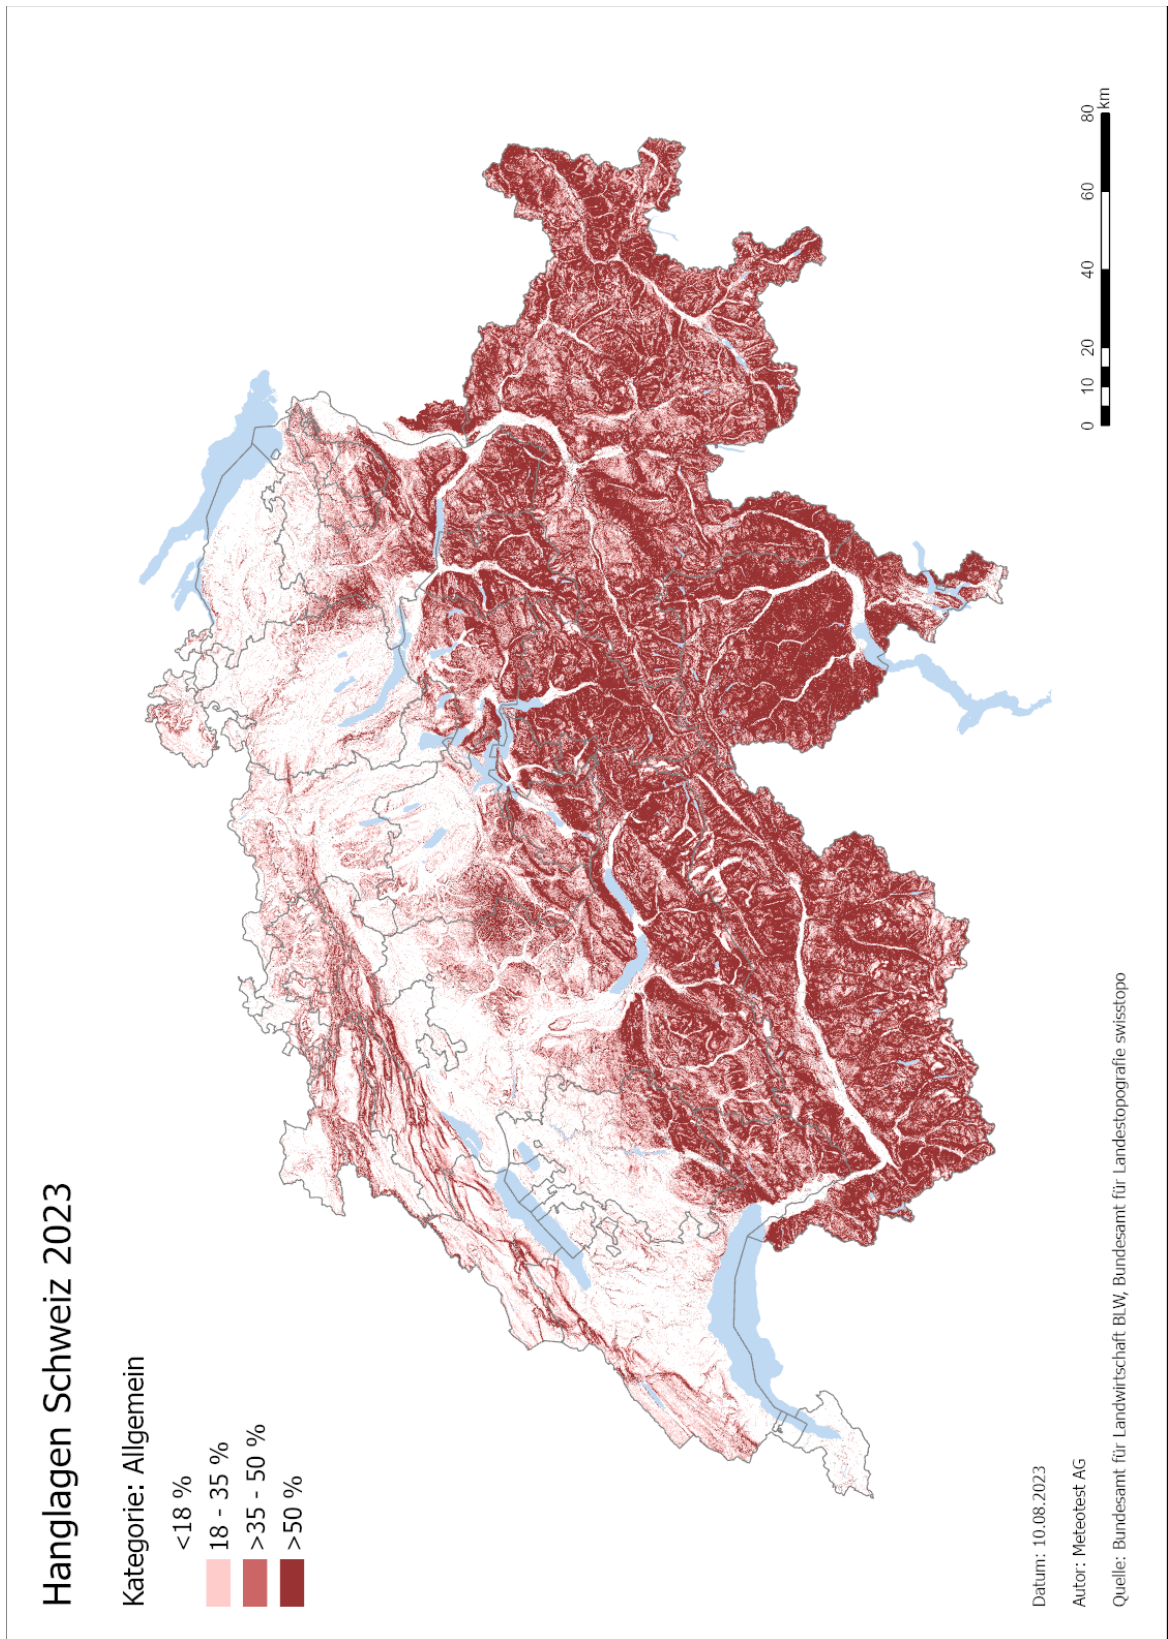 Hanglagen Schweiz 2023
Kategorie: Allgemein
<18 %
18 - 35 %
>35 - 50 %
>50 %
0 10 20 40 60 80
km
Datum: 10.08.2023
Autor: Meteotest AG
Quelle: Bundesamt für Landwirtschaft BLW, Bundesamt für Landestopografie swisstopo